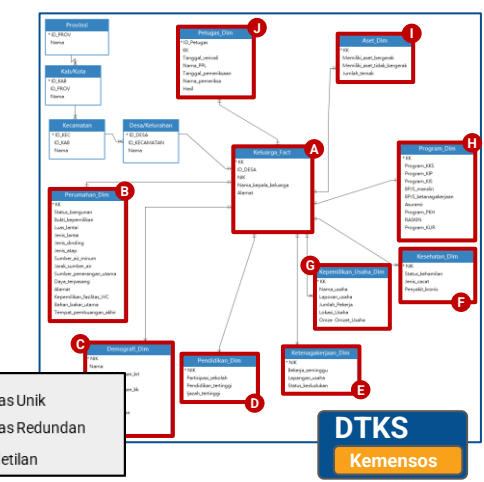 Provinsi
* ID_PROV
Nama
Kab/Kota
* ID_KAB
ID_PROV
Nama
Kecamatan
* ID_KEC
ID_KAB
Nama
Desa/Kelurahan
* ID_DESA
ID_KECAMATAN
Nama
J
Petugas_Dim
* ID_Petugas
KK
Tanggal_verivali
Nama_PPL
Tanggal_pemeriksaan
Nama_pemeriksa
Hasil
I
Aset_Dim
* KK
Memiliki_aset_bergerak
Memiliki_aset_tidak_bergerak
Jumlah_ternak
A
Keluarga_Fact
* KK
ID_DESA
NIK
Nama_kepala_keluarga
Alamat
H
Program_Dim
* KK
Program_KKS
Program_KIP
Program_KIS
BPJS_mandiri
BPJS_ketenagakerjaan
Asuransi
Program_PKH
RASKIN
Program_KUR
B
Perumahan_Dim
* KK
Status_bangunan
Bukti_kepemilikan
Luas_lantai
Jenis_lantai
Jenis_dinding
Jenis_atap
Sumber_air_minum
Jarak_sumber_air
Sumber_penerangan_utama
Daya_terpasang
Alamat
Kepemilikan_fasilitas_WC
Bahan_bakar_utama
Tempat_pembuangan_akhir
Kesehatan_Dim
* NIK
Status_kehamilan
Jenis_cacat
Penyakit_kronis
F
G
Kepemilikan_Usaha_Dim
* KK
Nama_usaha
Lapangan_usaha
Jumlah_Pekerja
Lokasi_Usaha
Omset_Usaha
C
Demografi_Dim
* NIK
Nama
Pendidikan_Dim
* NIK
Partisipasi_sekolah
Pendidikan_tertinggi
Ijazah_tertinggi
D
Ketenagakerjaan_Dim
* NIK
Bekerja_seminggu
Lapangan_usaha
Status_kedudukan
E
as Unik
as Redundan
etilan
DTKS
Kemensos